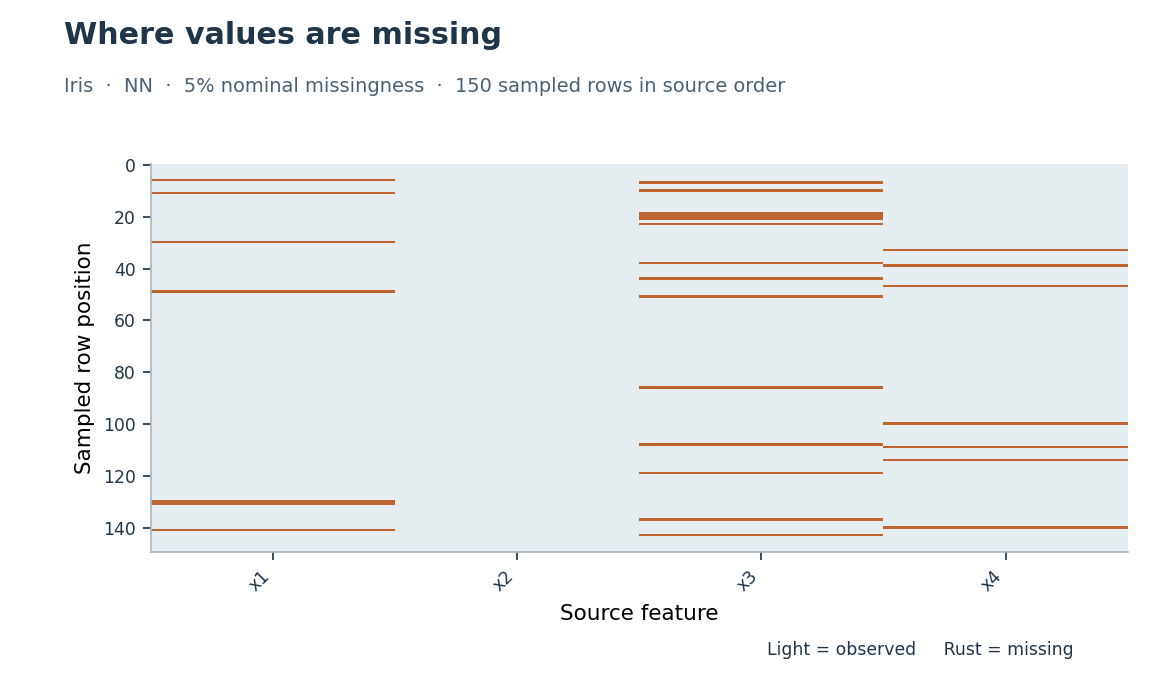 Where values are missing
Iris · NN · 5% nominal missingness · 150 sampled rows in source order
Sampled row position
0
20
40
60
80
100
120
140
x1
x2
x3
x4
Source feature
Light = observed Rust = missing